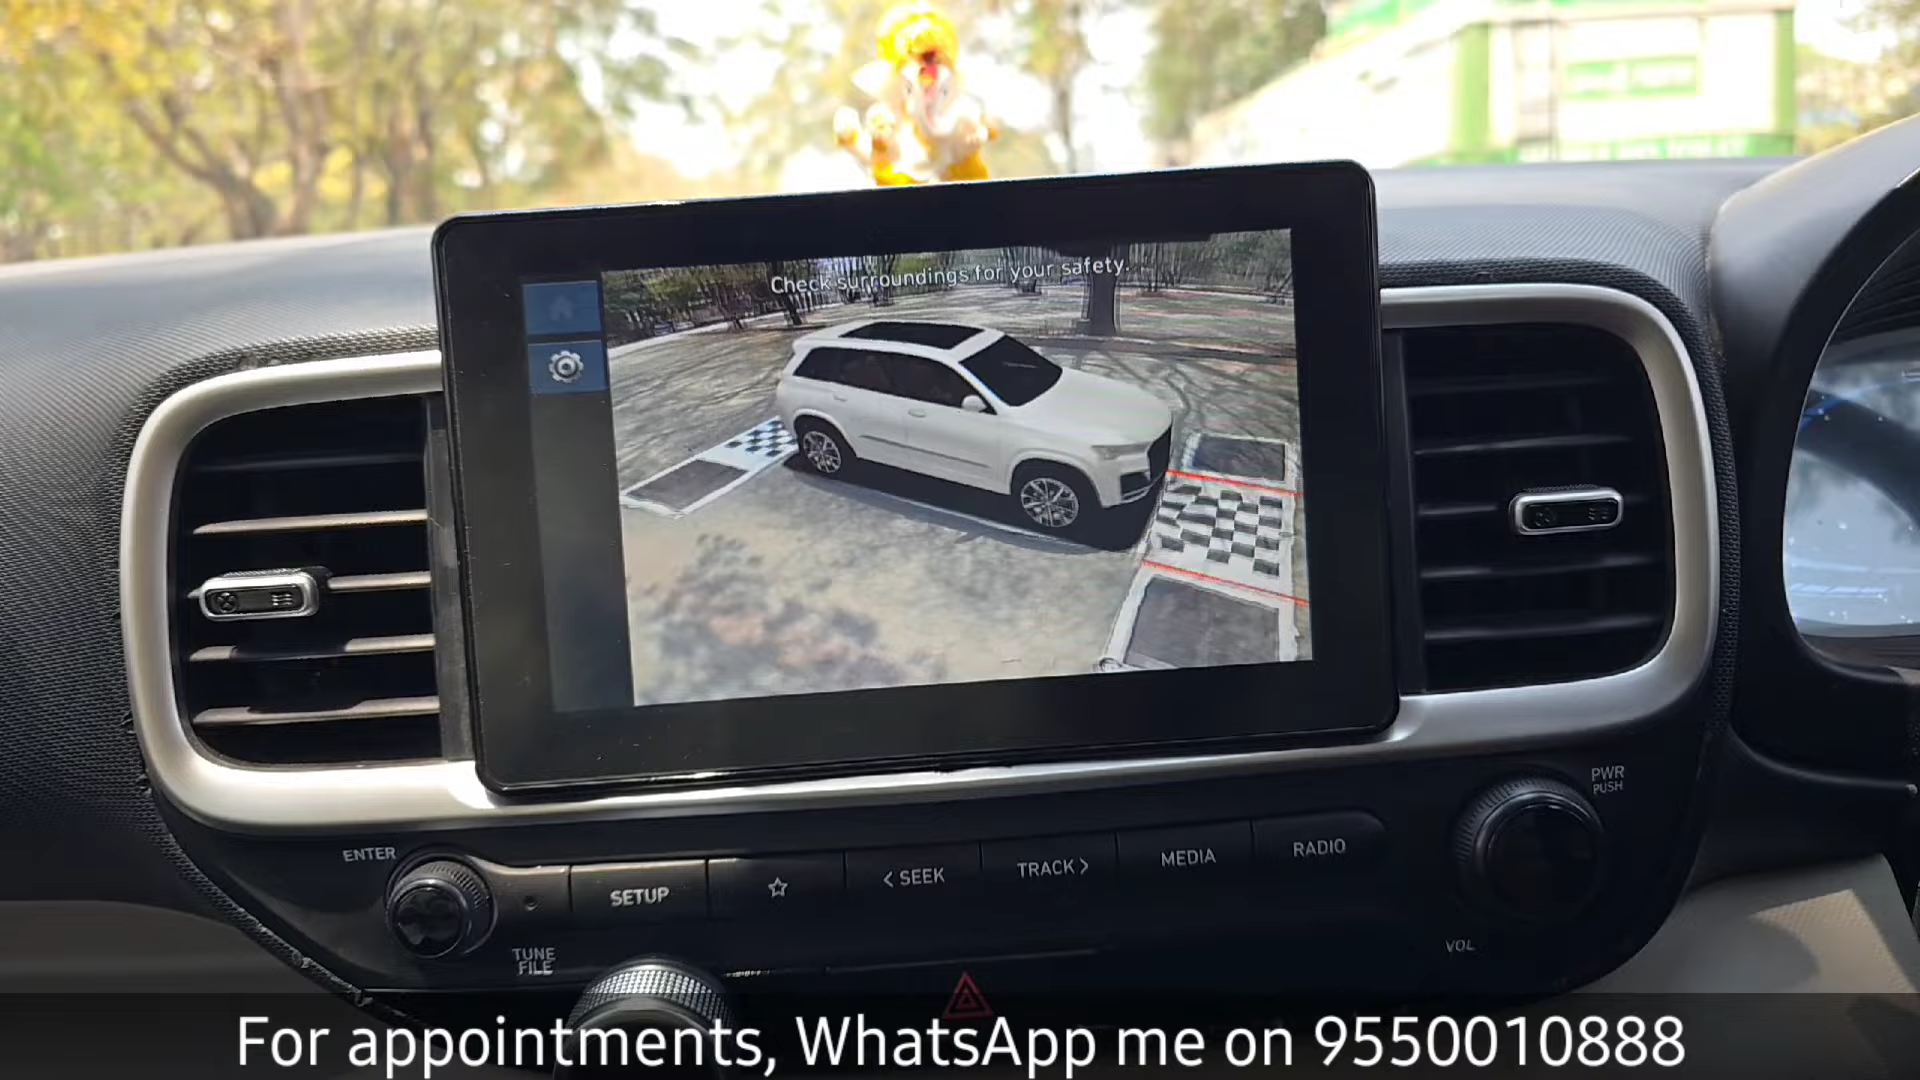 Check surroundings for your safety.
PWR
PUSH
ENTER
SETUP
< SEEK
TRACK >
MEDIA
RADIO
TUNE
FILE
VOL
For appointments, WhatsApp me on 9550010888